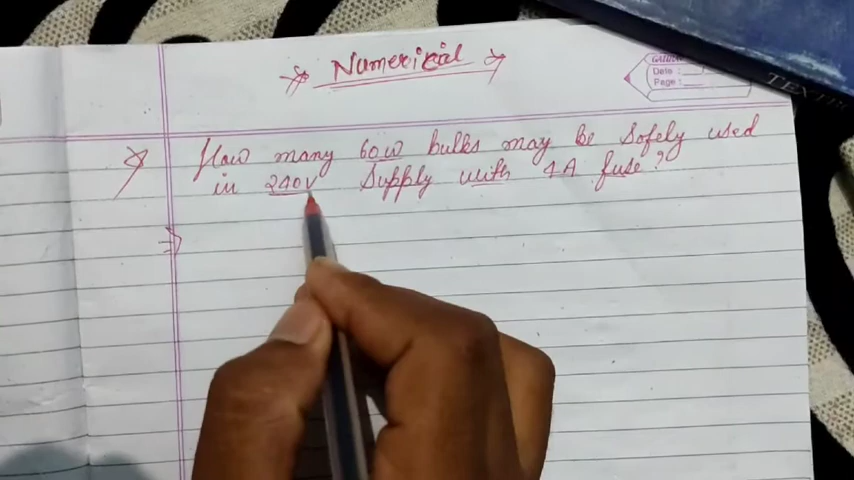 Numerical
How many 60W bulbs may be Safely used
in 240V Supply with 4A fuse?
Date :
Page :